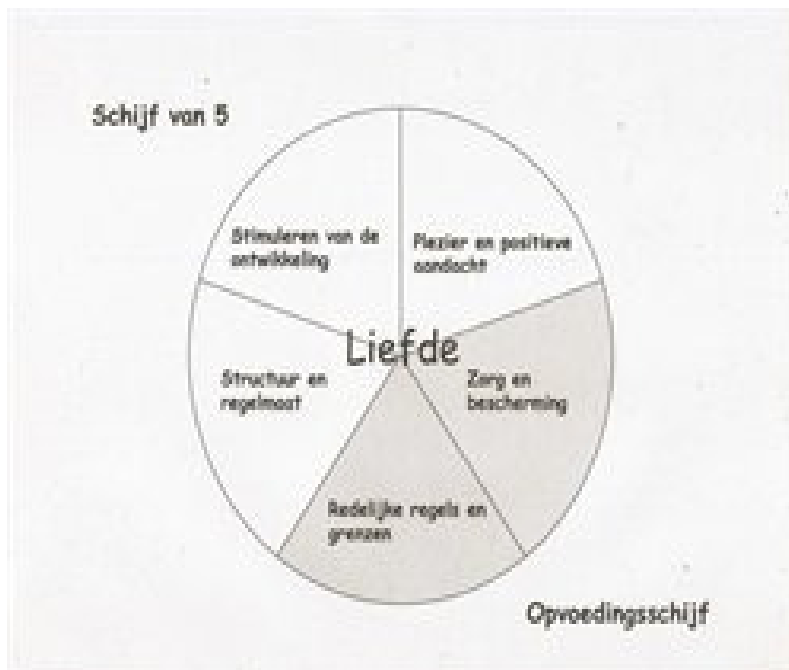 Schijf van 5
Stimuleren van de
ontwikkeling
Plezier en positieve
aandacht
Liefde
Structuur en
regelmaat
Zorg en
bescherming
Redelijke regels en
grenzen
Opvoedingsschijf